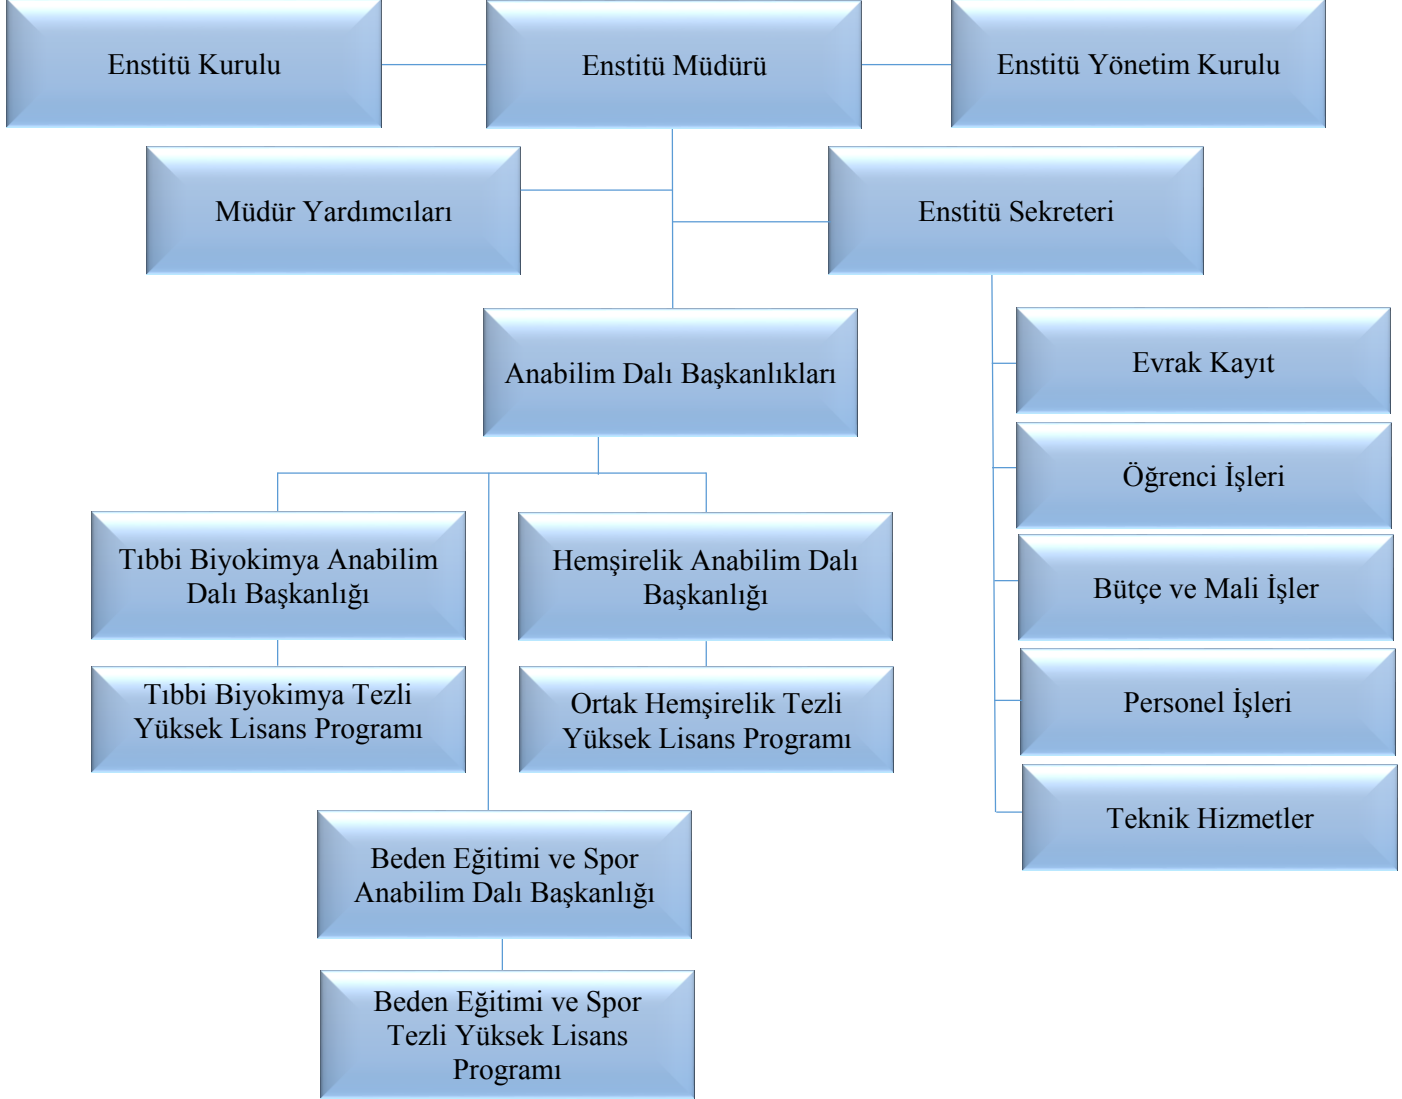 Enstitü Kurulu
Enstitü Müdürü
Enstitü Yönetim Kurulu
Müdür Yardımcıları
Enstitü Sekreteri
Anabilim Dalı Başkanlıkları
Evrak Kayıt
Öğrenci İşleri
Bütçe ve Mali İşler
Personel İşleri
Teknik Hizmetler
Tıbbi Biyokimya Anabilim
Dalı Başkanlığı
Hemşirelik Anabilim Dalı
Başkanlığı
Tıbbi Biyokimya Tezli
Yüksek Lisans Programı
Ortak Hemşirelik Tezli
Yüksek Lisans Programı
Beden Eğitimi ve Spor
Anabilim Dalı Başkanlığı
Beden Eğitimi ve Spor
Tezli Yüksek Lisans
Programı